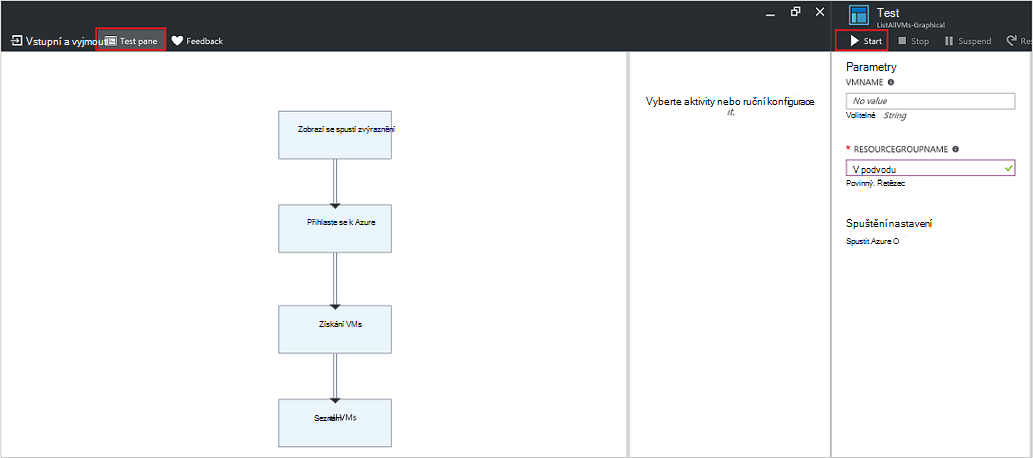 Vstupní a vyjmout
Test pane
Feedback
Zobrazí se spustí zvýraznění
Přihlaste se k Azure
Získání VMs
Seznam VMs
Vyberte aktivity nebo ruční konfigurace
it.
Test
ListAllVMs-Graphical
Start
Stop
Suspend
Res
Parametry
VMNAME
No value
Volitelné String
* RESOURCEGROUPNAME
V podvodu
Povinný. Řetězec
Spuštění nastavení
Spustit Azure O